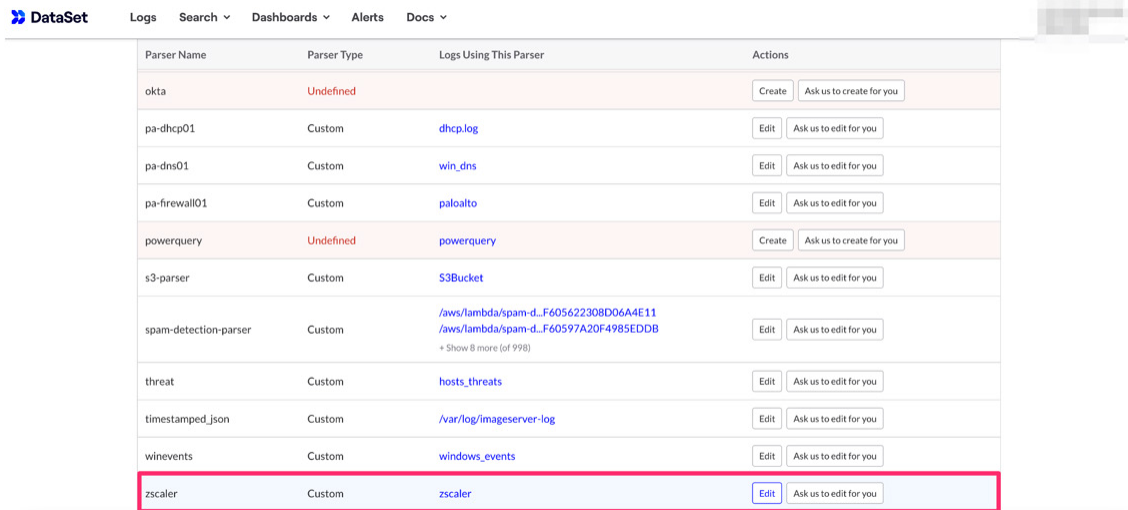 DataSet Logs Search Dashboards Alerts Docs
Parser Name Parser Type Logs Using This Parser Actions
okta Undefined Create Ask us to create for you
pa-dhcp01 Custom dhcp.log Edit Ask us to edit for you
pa-dns01 Custom win_dns Edit Ask us to edit for you
pa-firewall01 Custom paloalto Edit Ask us to edit for you
powerquery Undefined powerquery Create Ask us to create for you
s3-parser Custom S3Bucket Edit Ask us to edit for you
spam-detection-parser Custom /aws/lambda/spam-d...F605622308D06A4E11 Edit Ask us to edit for you
/aws/lambda/spam-d...F60597A20F4985EDDB
+ Show 8 more (of 998)
threat Custom hosts_threats Edit Ask us to edit for you
timestamped_json Custom /var/log/imageserver-log Edit Ask us to edit for you
winevents Custom windows_events Edit Ask us to edit for you
zscaler Custom zscaler Edit Ask us to edit for you